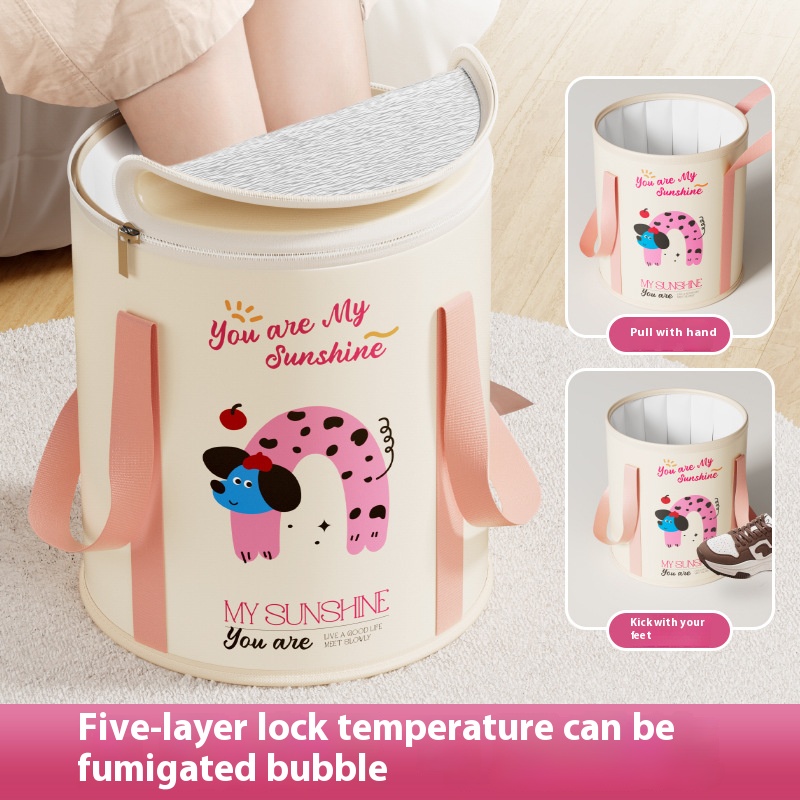 You are My
Sunshine
MY SUNSHINE
You are
LIVE A GOOD LIFE
MEET SLOWLY
You are My
Sunshine
MY SUNSHINE
You are
Pull with hand
You are My
Sunshine
You are
Kick with your
feet
Five-layer lock temperature can be
fumigated bubble